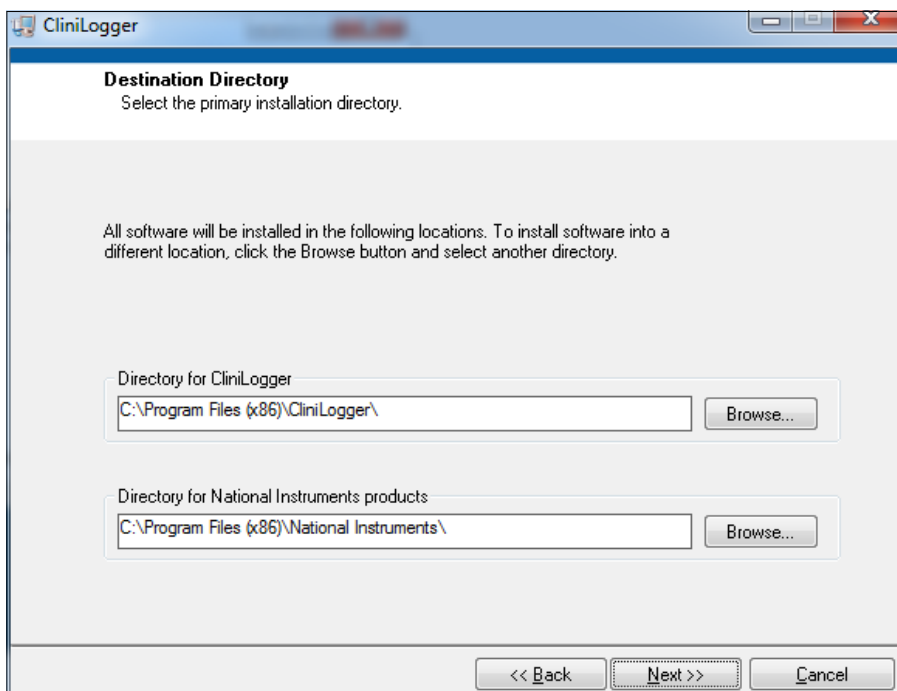 CliniLogger
Destination Directory
Select the primary installation directory.
All software will be installed in the following locations. To install software into a
different location, click the Browse button and select another directory.
Directory for CliniLogger
C:\Program Files (x86)\CliniLogger\
Browse...
Directory for National Instruments products
C:\Program Files (x86)\National Instruments\
Browse...
<< Back
Next >>
Cancel